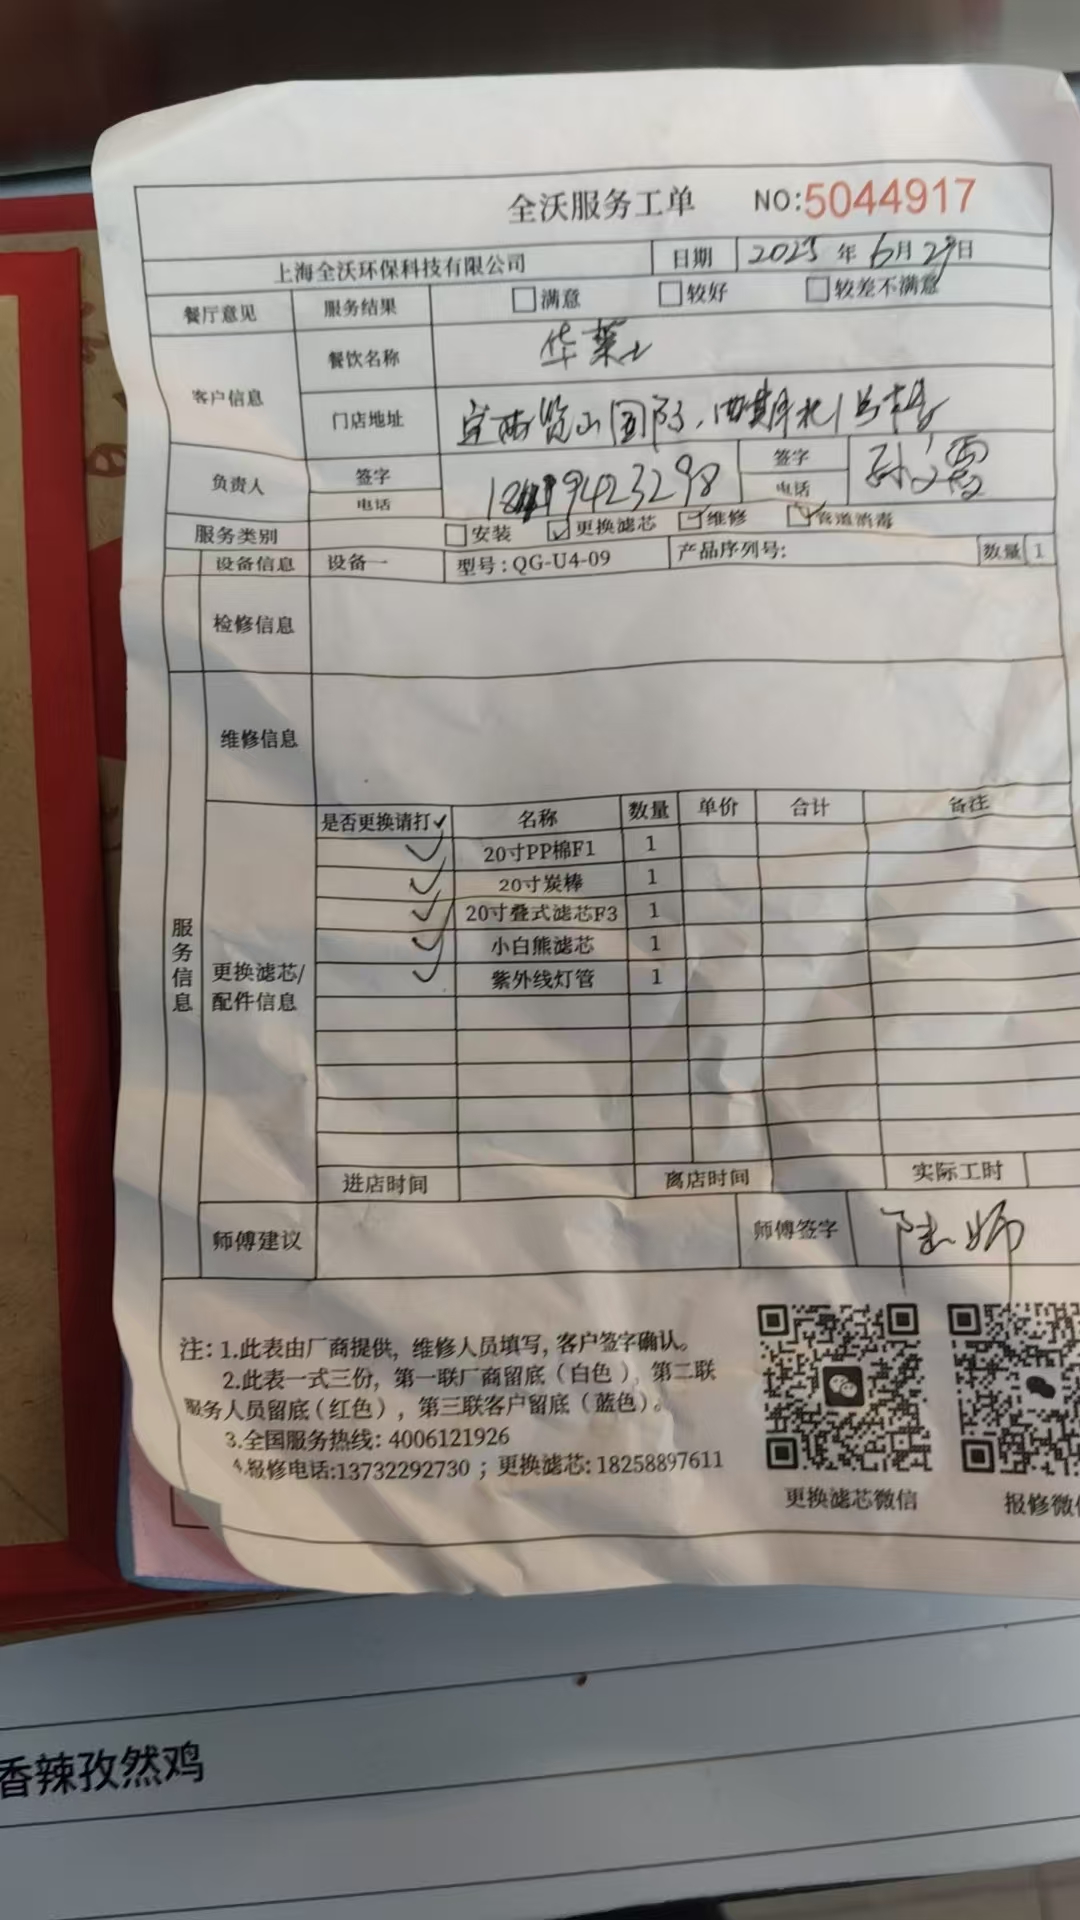 全沃服务工单 NO:5044917
上海全沃环保科技有限公司 日期 2025年6月29日
餐厅意见 服务结果 满意 较好 较差不满意
客户信息 餐饮名称 华莱士
门店地址
负责人 签字 签字
电话 电话
服务类别 安装 更换滤芯 维修 管道消毒
设备信息 设备一 型号:QG-U4-09 产品序列号: 数量 1
检修信息
维修信息
服务信息
更换滤芯/
配件信息
是否更换请打✓ 名称 数量 单价 合计 备注
✓ 20寸PP棉F1 1
✓ 20寸炭棒 1
✓ 20寸叠式滤芯F3 1
✓ 小白熊滤芯 1
✓ 紫外线灯管 1
进店时间 离店时间 实际工时
师傅建议 师傅签字 陆师
注:1.此表由厂商提供,维修人员填写,客户签字确认。
2.此表一式三份,第一联厂商留底(白色),第二联
服务人员留底(红色),第三联客户留底(蓝色)。
3.全国服务热线:4006121926
报修电话:13732292730;更换滤芯:18258897611
更换滤芯微信 报修微信
香辣孜然鸡